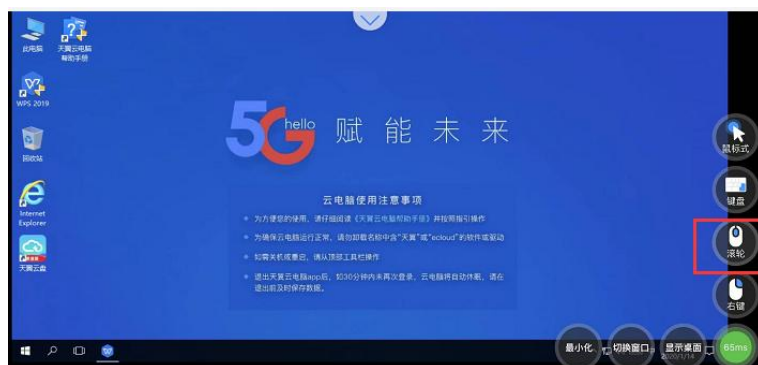 此电脑
天翼云电脑
帮助手册
WPS 2019
回收站
Internet
Explorer
天翼云盘
5G hello 赋能未来
云电脑使用注意事项
为方便您的使用，请仔细阅读《天翼云电脑帮助手册》并按照指引操作
为确保云电脑运行正常，请勿卸载名称中含“天翼”或“ecloud”的软件或驱动
如需关机或重启，请从顶部工具栏操作
退出天翼云电脑app后，如30分钟内未再次登录，云电脑将自动休眠，请在
退出前及时保存数据。
鼠标式
键盘
滚轮
右键
最小化
切换窗口
显示桌面
65ms
2020/1/14